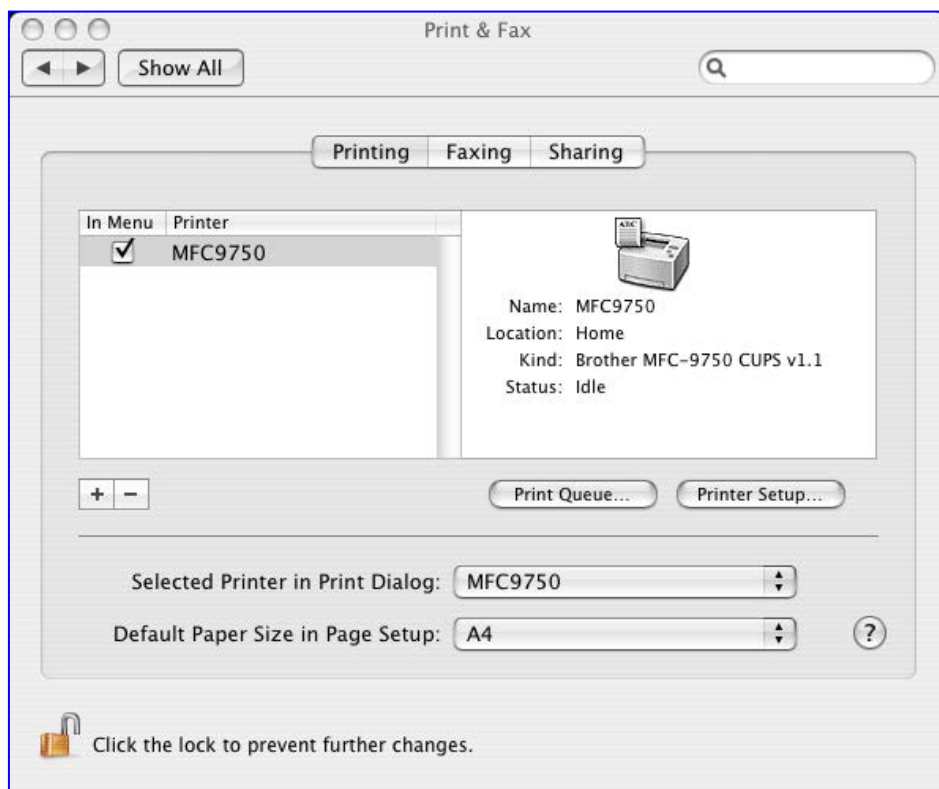 Print & Fax
Show All
Printing Faxing Sharing
In Menu Printer
MFC9750
ABC
Name: MFC9750
Location: Home
Kind: Brother MFC-9750 CUPS v1.1
Status: Idle
+ −
Print Queue... Printer Setup...
Selected Printer in Print Dialog: MFC9750
Default Paper Size in Page Setup: A4 ?
Click the lock to prevent further changes.